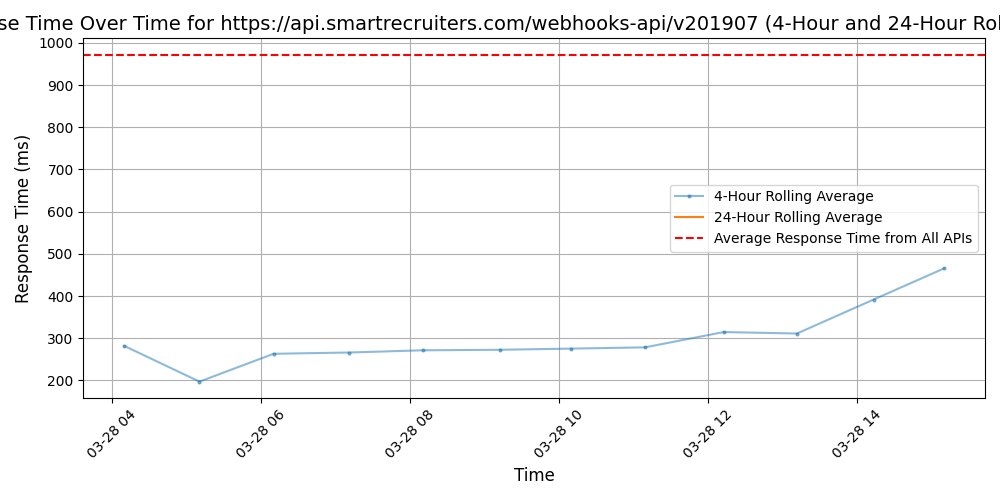 se Time Over Time for https://api.smartrecruiters.com/webhooks-api/v201907 (4-Hour and 24-Hour Rol
1000
900
800
700
600
500
400
300
200
Response Time (ms)
4-Hour Rolling Average
24-Hour Rolling Average
Average Response Time from All APIs
03-28 04
03-28 06
03-28 08
03-28 10
03-28 12
03-28 14
Time